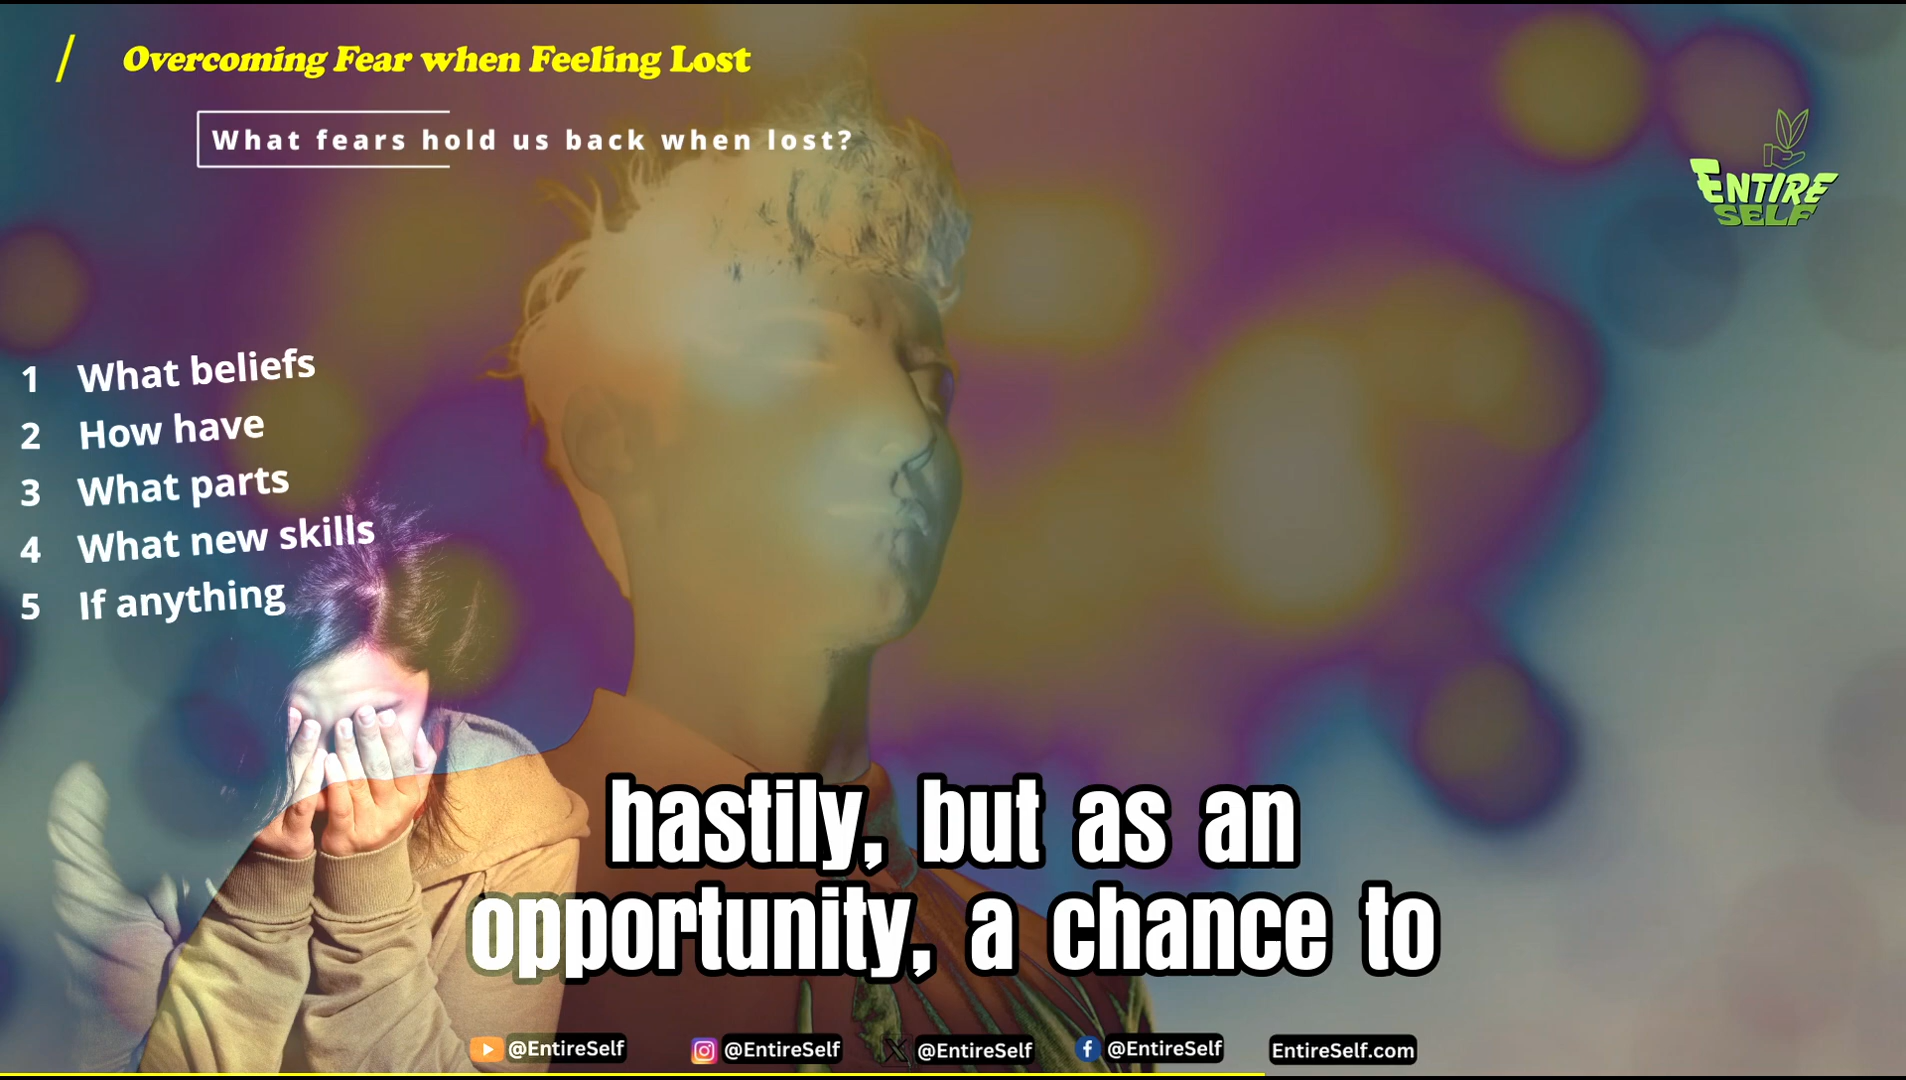 / Overcoming Fear when Feeling Lost
What fears hold us back when lost?
ENTIRE
SELF
1 What beliefs
2 How have
3 What parts
4 What new skills
5 If anything
hastily, but as an
opportunity, a chance to
@EntireSelf @EntireSelf @EntireSelf @EntireSelf EntireSelf.com